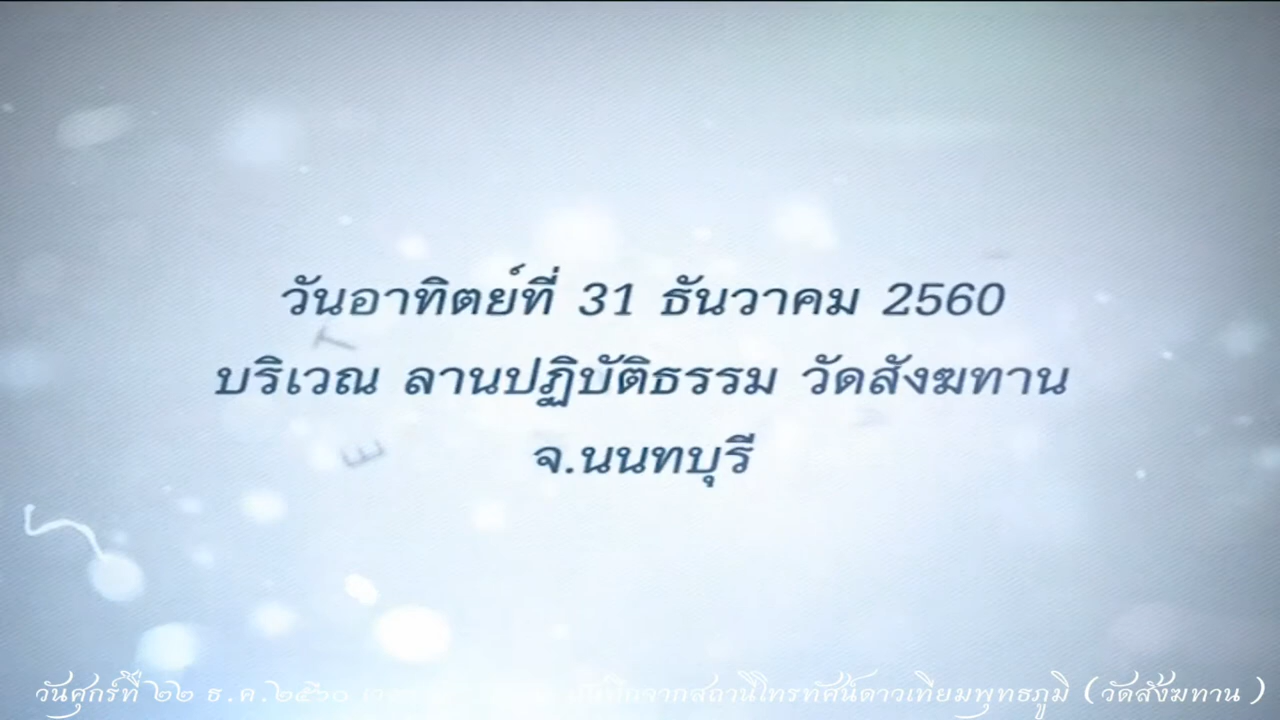 วันอาทิตย์ที่ 31 ธันวาคม 2560
บริเวณ ลานปฏิบัติธรรม วัดสังฆทาน
จ.นนทบุรี
วันศุกร์ที่ ๒๒ ธ.ค.๒๕๖๐ จากสถานีโทรทัศน์ดาวเทียมพุทธภูมิ (วัดสังฆทาน )